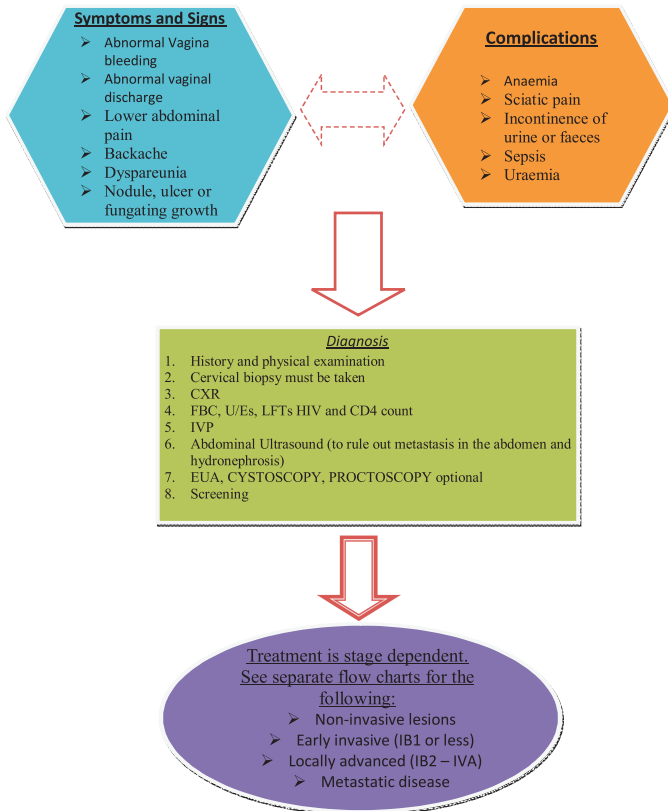 Symptoms and Signs
➢ Abnormal Vagina
bleeding
➢ Abnormal vaginal
discharge
➢ Lower abdominal
pain
➢ Backache
➢ Dyspareunia
➢ Nodule, ulcer or
fungating growth
Complications
➢ Anaemia
➢ Sciatic pain
➢ Incontinence of
urine or faeces
➢ Sepsis
➢ Uraemia
Diagnosis
1. History and physical examination
2. Cervical biopsy must be taken
3. CXR
4. FBC, U/Es, LFTs HIV and CD4 count
5. IVP
6. Abdominal Ultrasound (to rule out metastasis in the abdomen and
hydronephrosis)
7. EUA, CYSTOSCOPY, PROCTOSCOPY optional
8. Screening
Treatment is stage dependent.
See separate flow charts for the
following:
➢ Non-invasive lesions
➢ Early invasive (IB1 or less)
➢ Locally advanced (IB2 – IVA)
➢ Metastatic disease